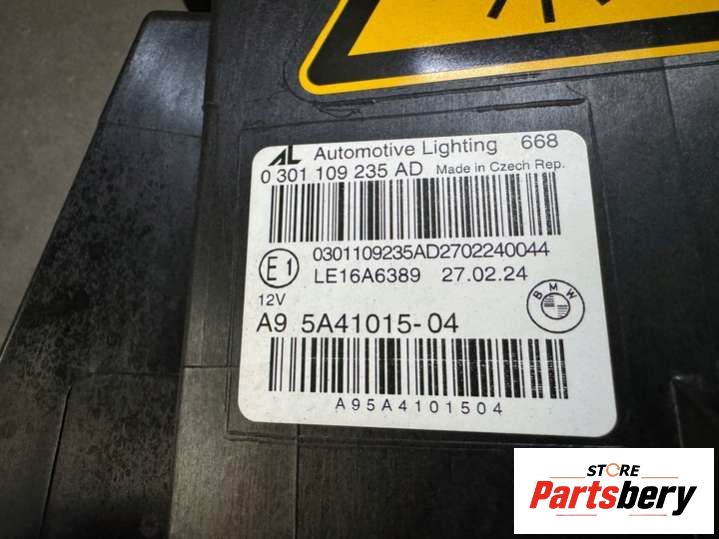 AL Automotive Lighting 668
0 301 109 235 AD Made in Czech Rep.
0301109235AD2702240044
E1 LE16A6389 27.02.24
12V
BMW
A9 5A41015-04
A95A4101504
STORE
Partsbery